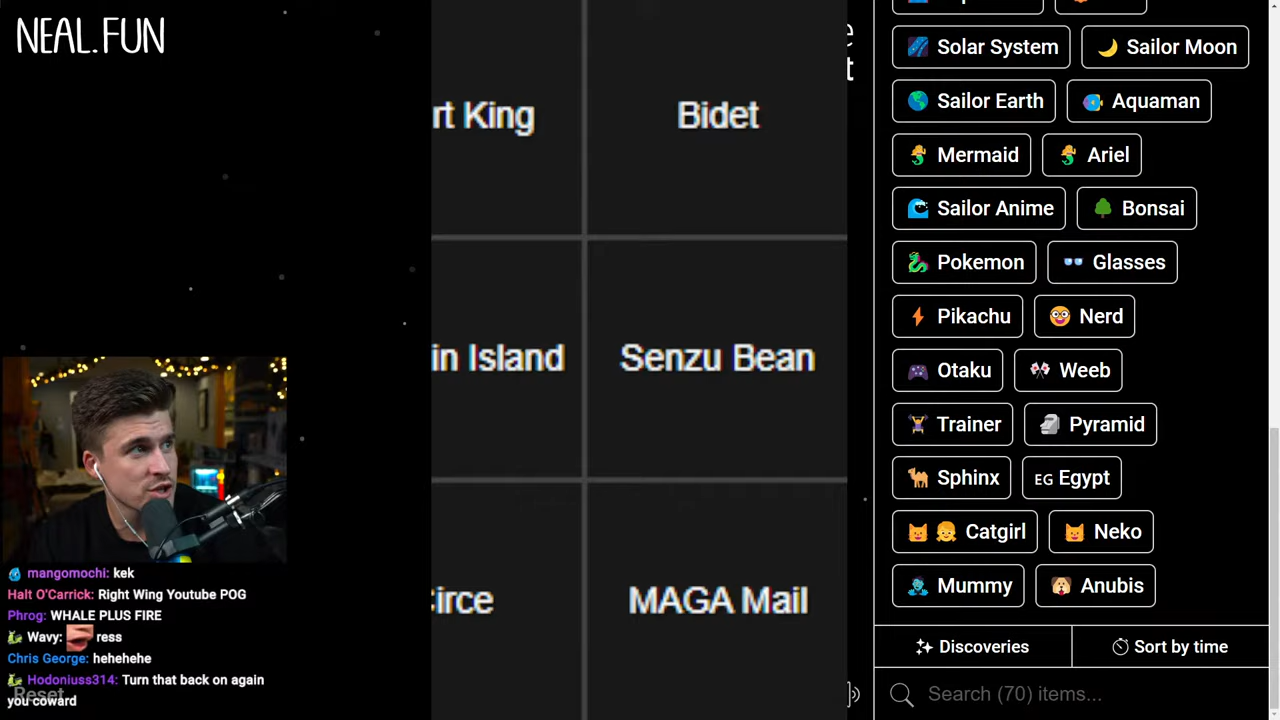 NEAL.FUN
rt King
Bidet
in Island
Senzu Bean
irce
MAGA Mail
e
t
Solar System
Sailor Moon
Sailor Earth
Aquaman
Mermaid
Ariel
Sailor Anime
Bonsai
Pokemon
Glasses
Pikachu
Nerd
Otaku
Weeb
Trainer
Pyramid
Sphinx
EG Egypt
Catgirl
Neko
Mummy
Anubis
Discoveries
Sort by time
Search (70) items...
mangomochi: kek
Halt O'Carrick: Right Wing Youtube POG
Phrog: WHALE PLUS FIRE
Wavy: ress
Chris George: hehehehe
Hodoniuss314: Turn that back on again
you coward
Reset